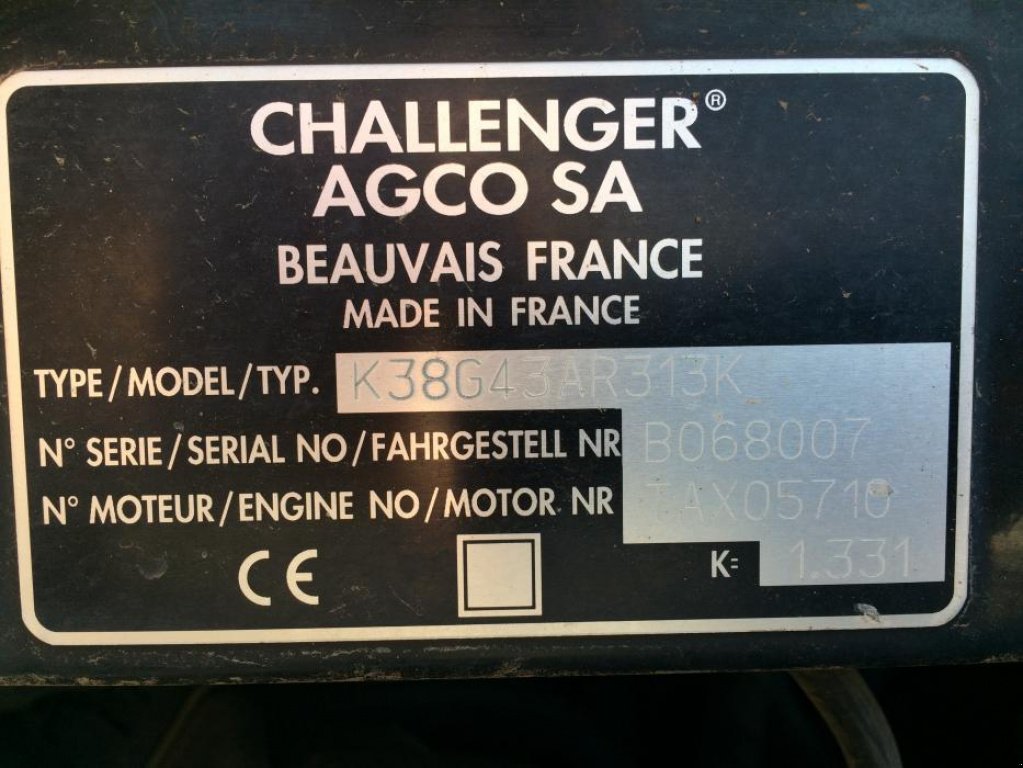 CHALLENGER®
AGCO SA
BEAUVAIS FRANCE
MADE IN FRANCE
TYPE/MODEL/TYP. K38G43AR313K
N° SERIE/SERIAL NO/FAHRGESTELL NR B068007
N° MOTEUR/ENGINE NO/MOTOR NR TAX05710
CE K= 1.331